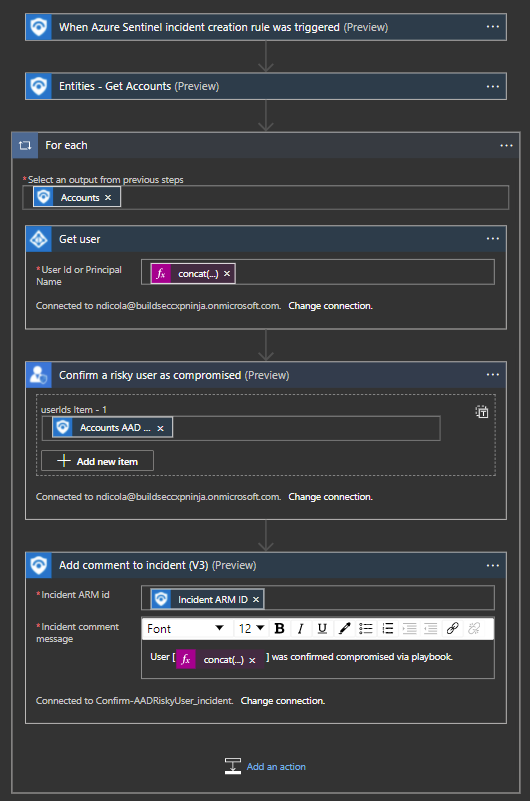 When Azure Sentinel incident creation rule was triggered (Preview)
Entities - Get Accounts (Preview)
For each
*Select an output from previous steps
Accounts ×
Get user
*User Id or Principal
Name
fx concat(...) ×
Connected to ndicola@buildseccxpninja.onmicrosoft.com. Change connection.
Confirm a risky user as compromised (Preview)
userIds Item - 1
Accounts AAD ... ×
Add new item
Connected to ndicola@buildseccxpninja.onmicrosoft.com. Change connection.
Add comment to incident (V3) (Preview)
*Incident ARM id
Incident ARM ID ×
*Incident comment
message
Font 12 B I U
User [ fx concat(...) × ] was confirmed compromised via playbook.
Connected to Confirm-AADRiskyUser_incident. Change connection.
Add an action